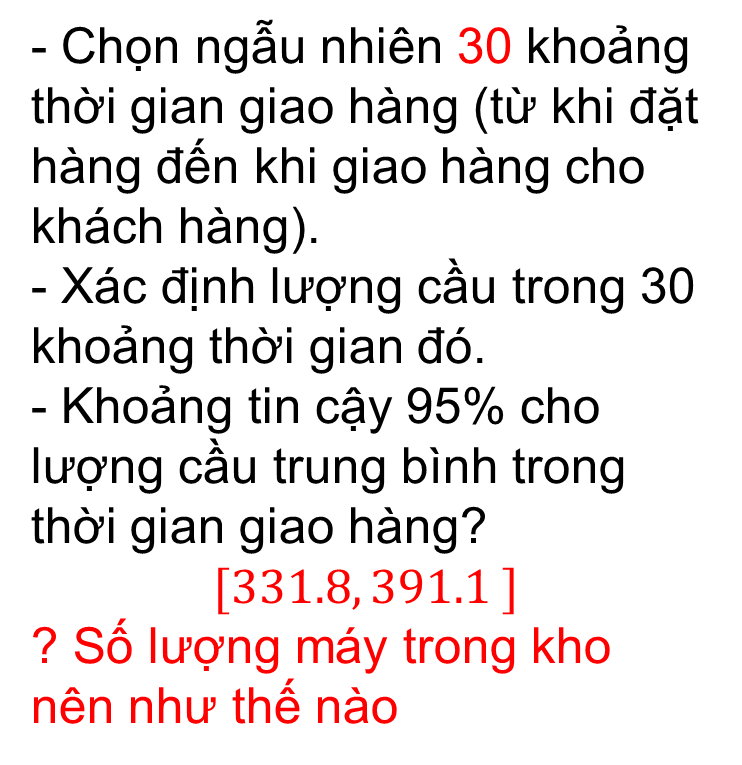 - Chọn ngẫu nhiên 30 khoảng
thời gian giao hàng (từ khi đặt
hàng đến khi giao hàng cho
khách hàng).
- Xác định lượng cầu trong 30
khoảng thời gian đó.
- Khoảng tin cậy 95% cho
lượng cầu trung bình trong
thời gian giao hàng?
[331.8, 391.1 ]
? Số lượng máy trong kho
nên như thế nào